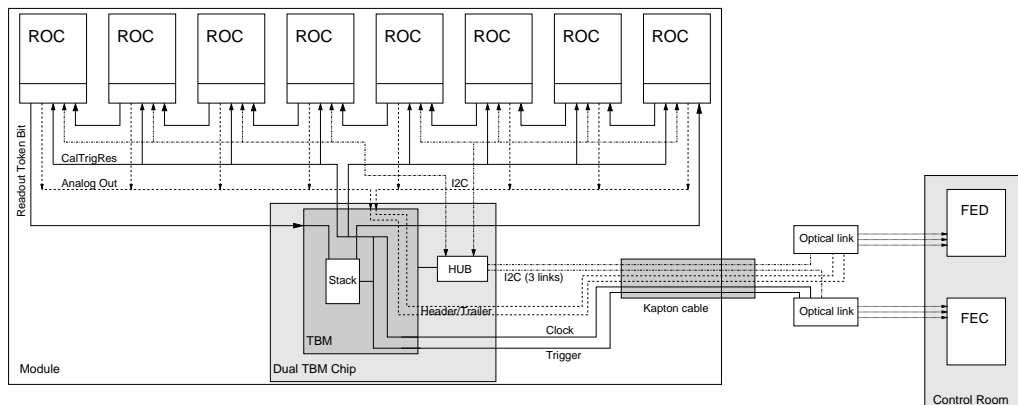 ROC ROC ROC ROC ROC ROC ROC ROC
Readout Token Bit
CalTrigRes
Analog Out
I2C
FED
Optical link
HUB
Stack
I2C (3 links)
Kapton cable
Header/Trailer
Optical link
FEC
Clock
TBM
Trigger
Module
Dual TBM Chip
Control Room